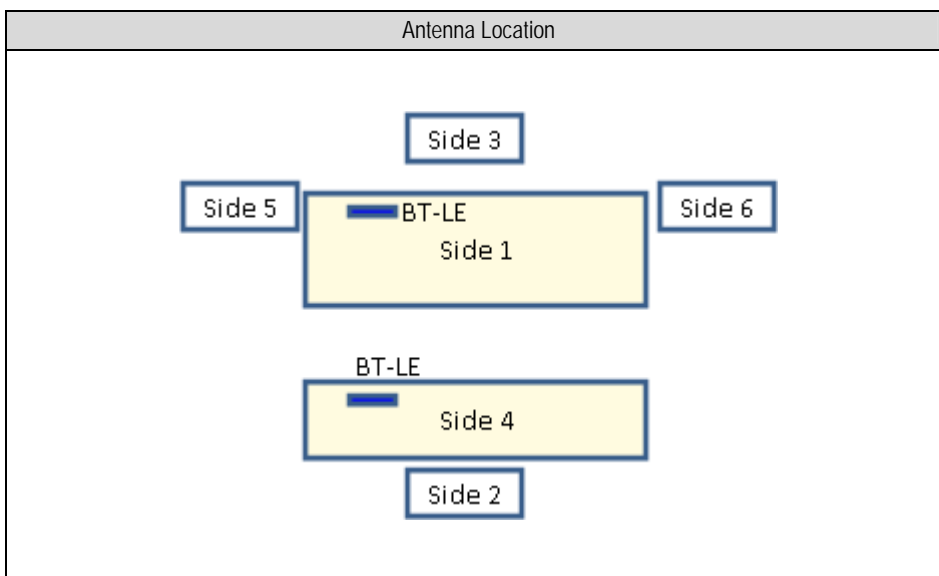 Antenna Location
Side 3
Side 5
BT-LE
Side 6
Side 1
BT-LE
Side 4
Side 2